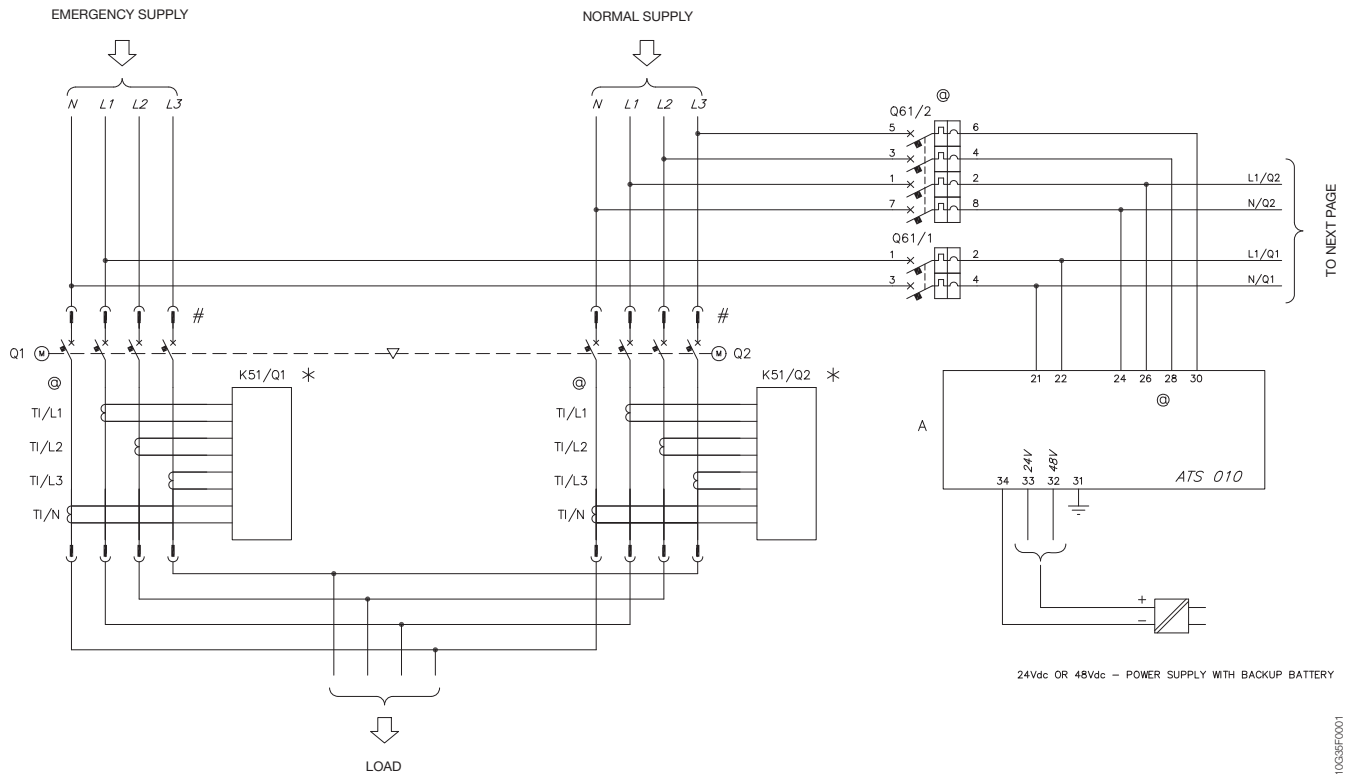 EMERGENCY SUPPLY
NORMAL SUPPLY
N L1 L2 L3
N L1 L2 L3
@
Q61/2
5 6
3 4
1 2 L1/Q2
7 8 N/Q2
Q61/1
1 2 L1/Q1
3 4 N/Q1
TO NEXT PAGE
#
#
Q1 M
M Q2
@
K51/Q1 *
@
K51/Q2 *
TI/L1
TI/L2
TI/L3
TI/N
TI/L1
TI/L2
TI/L3
TI/N
21 22 24 26 28 30
@
A
24V 48V
34 33 32 31
ATS 010
+
−
24Vdc OR 48Vdc – POWER SUPPLY WITH BACKUP BATTERY
LOAD
10G35F0001